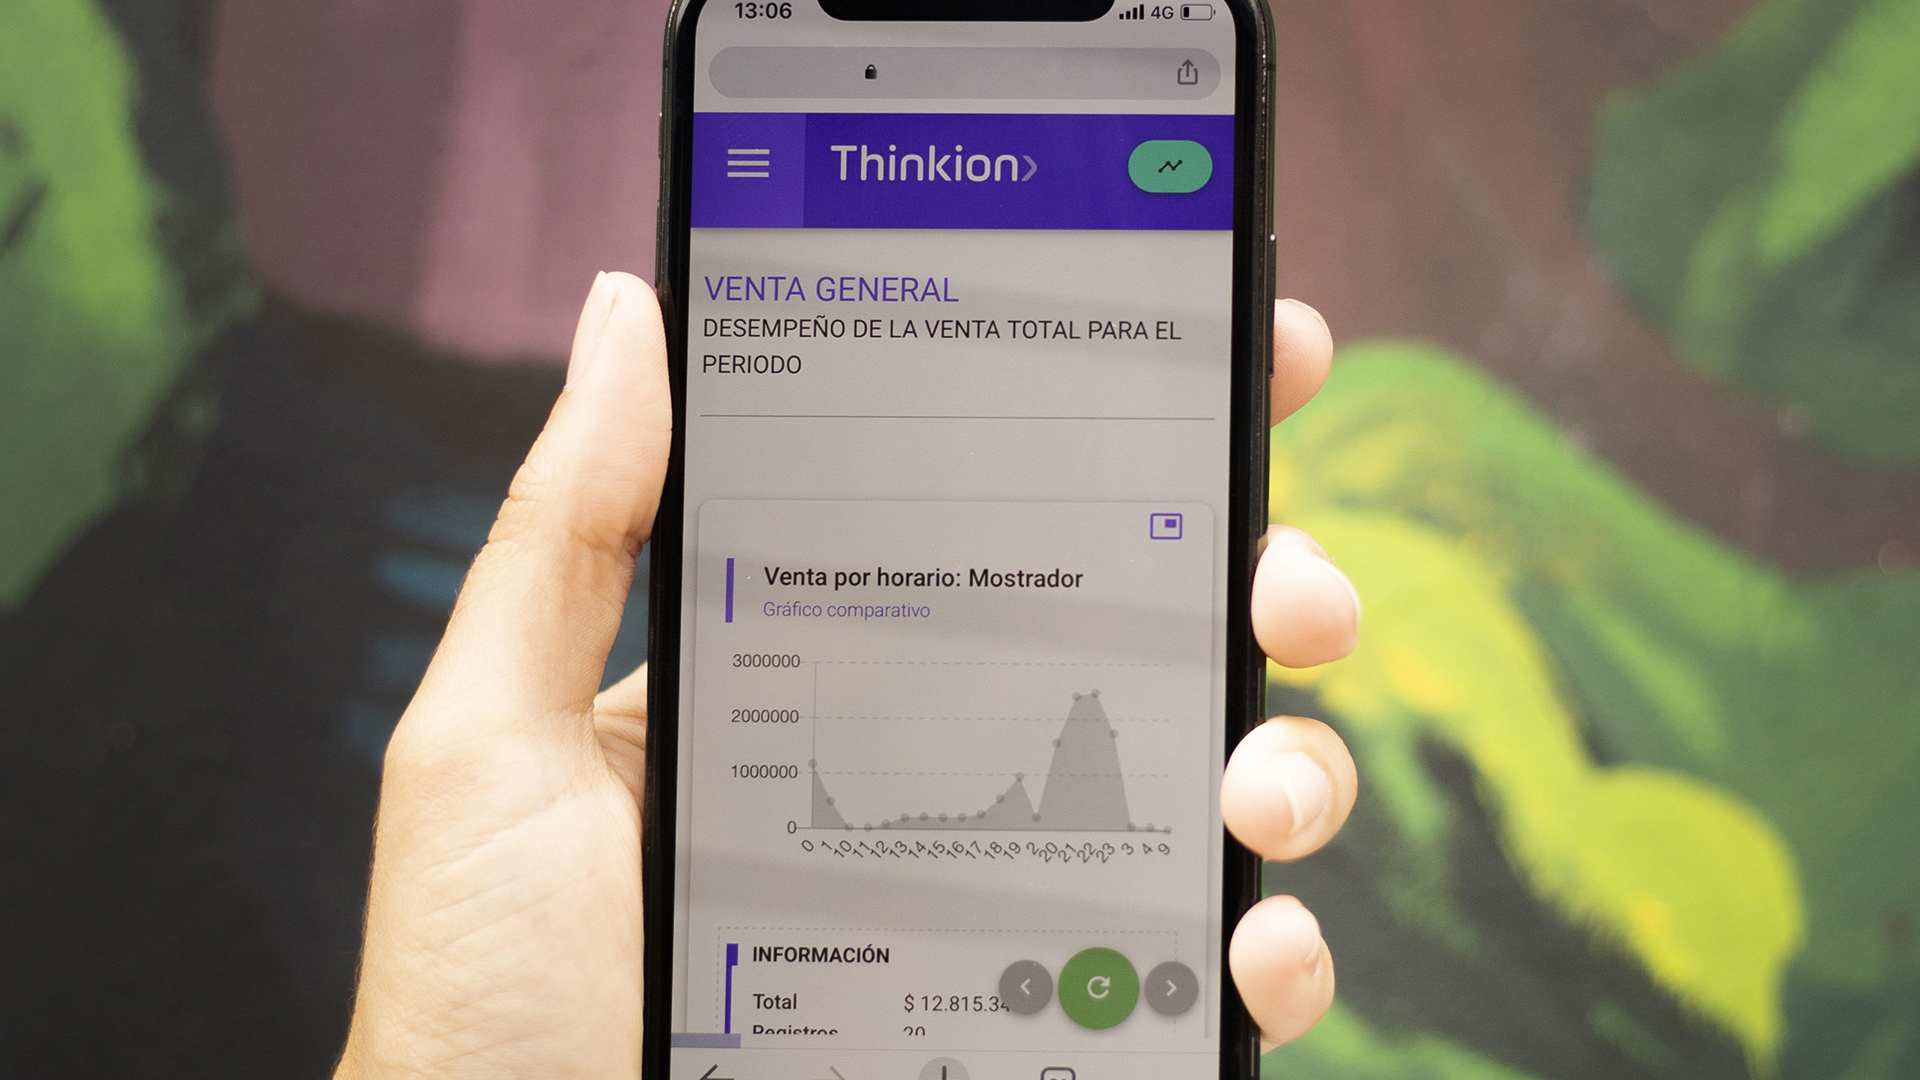 13:06 4G
Thinkion
VENTA GENERAL
DESEMPEÑO DE LA VENTA TOTAL PARA EL
PERIODO
Venta por horario: Mostrador
Gráfico comparativo
3000000
2000000
1000000
0
0 1 10 11 12 13 14 15 16 17 18 19 2 20 21 22 23 3 4 9
INFORMACIÓN
Total $ 12.815.34
Registros 20